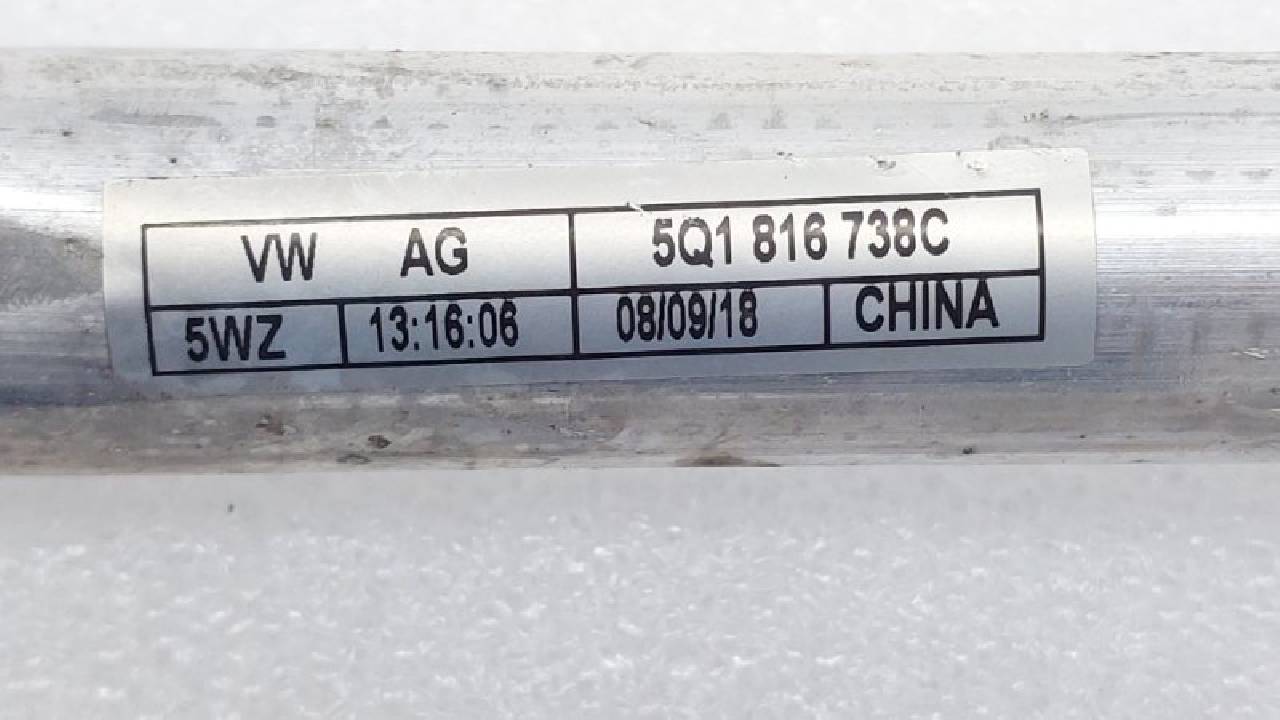 VW AG 5Q1 816 738C
5WZ 13:16:06 08/09/18 CHINA